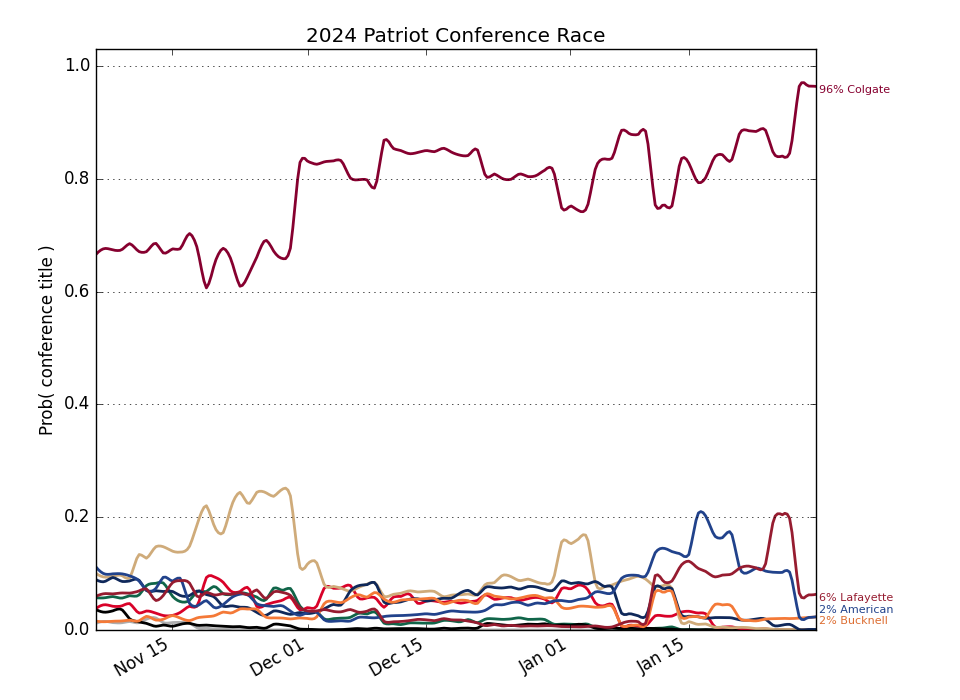 2024 Patriot Conference Race
Prob( conference title )
1.0
0.8
0.6
0.4
0.2
0.0
Nov 15
Dec 01
Dec 15
Jan 01
Jan 15
96% Colgate
6% Lafayette
2% American
2% Bucknell